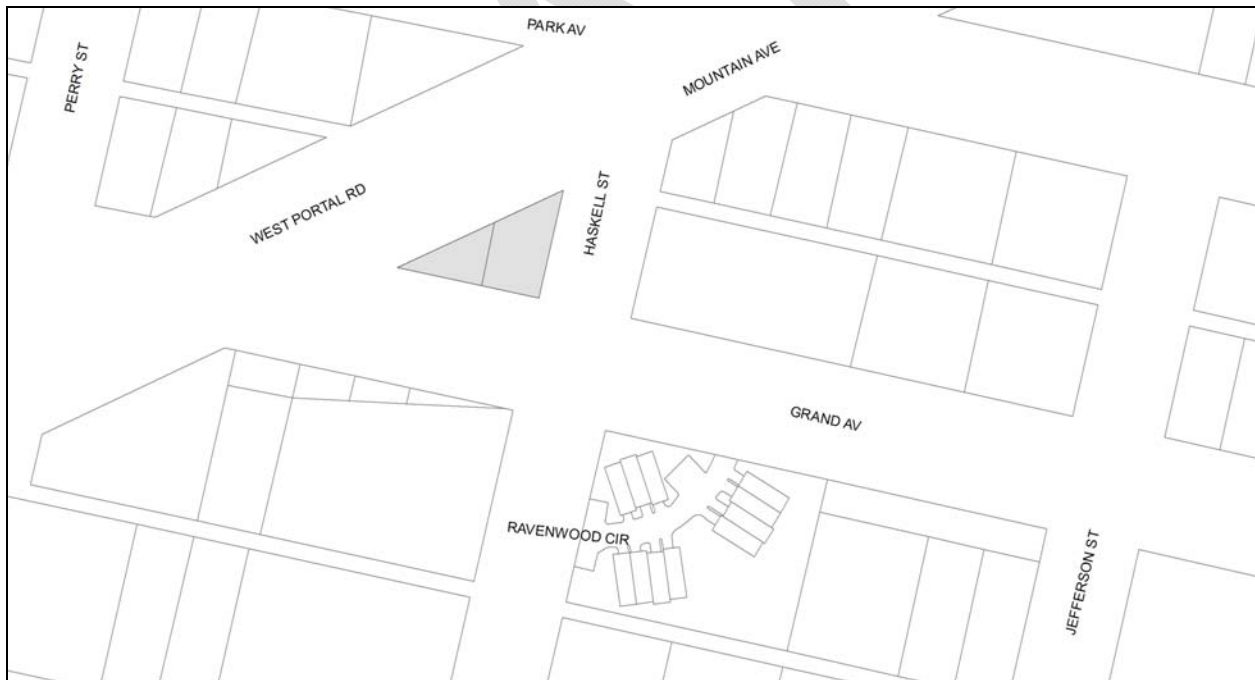 PARK AV
MOUNTAIN AVE
PERRY ST
WEST PORTAL RD
HASKELL ST
GRAND AV
RAVENWOOD CIR
JEFFERSON ST